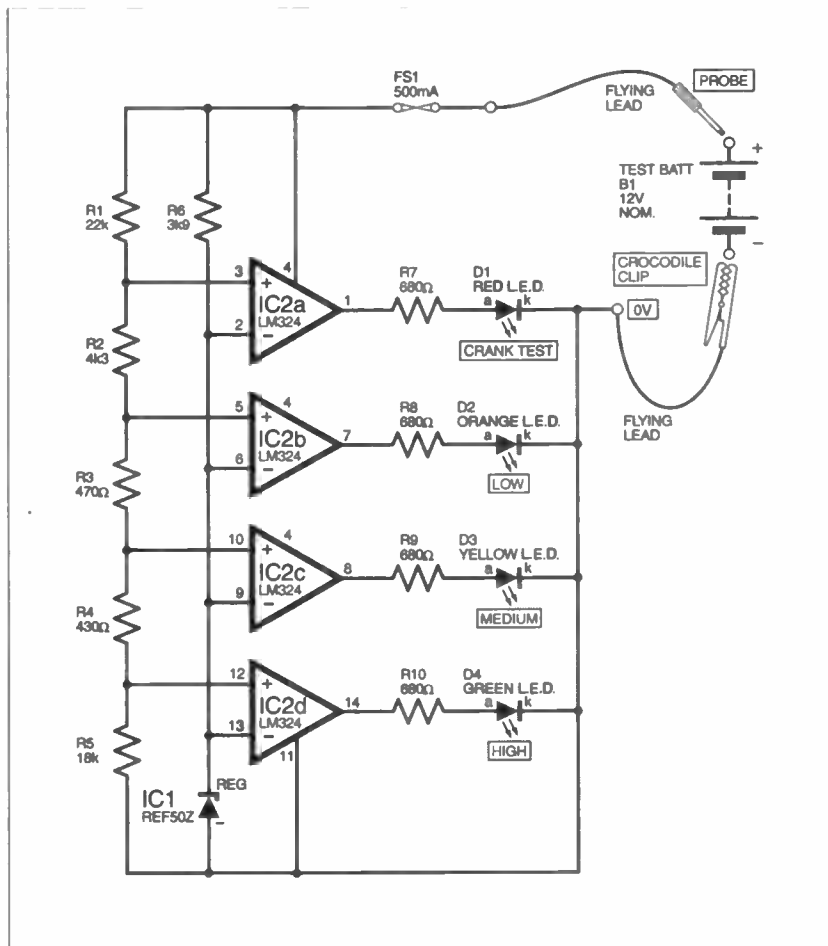 FS1
500mA
FLYING
LEAD
PROBE
+
TEST BATT
B1
12V
NOM.
−
CROCODILE
CLIP
0V
FLYING
LEAD
R1
22k
R6
3k9
3
+
4
IC2a
LM324
2
−
1
R7
680Ω
D1
RED L.E.D.
a
k
CRANK TEST
R2
4k3
5
+
4
IC2b
LM324
6
−
7
R8
680Ω
D2
ORANGE L.E.D.
a
k
LOW
R3
470Ω
10
+
4
IC2c
LM324
9
−
8
R9
680Ω
D3
YELLOW L.E.D.
a
k
MEDIUM
R4
430Ω
12
+
IC2d
LM324
13
−
11
14
R10
680Ω
D4
GREEN L.E.D.
a
k
HIGH
R5
18k
IC1
REF50Z
REG
−